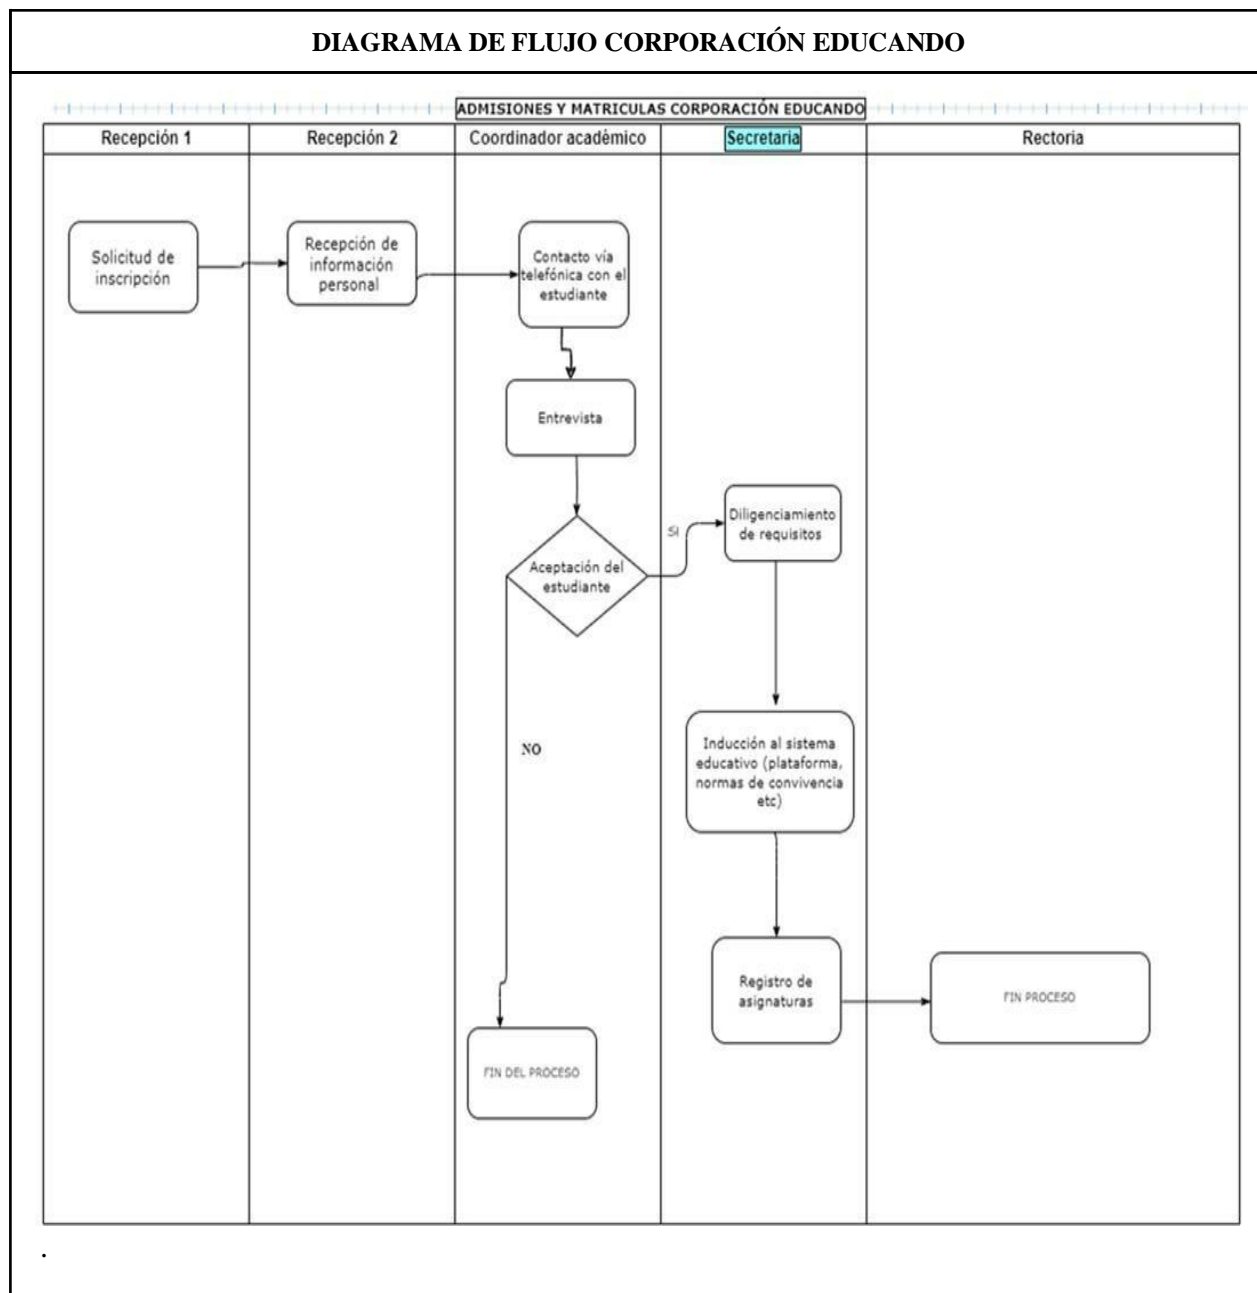 DIAGRAMA DE FLUJO CORPORACIÓN EDUCANDO
ADMISIONES Y MATRICULAS CORPORACIÓN EDUCANDO
Recepción 1
Recepción 2
Coordinador académico
Secretaria
Rectoria
Solicitud de
inscripción
Recepción de
información
personal
Contacto vía
telefónica con el
estudiante
Entrevista
Aceptación del
estudiante
SI
Diligenciamiento
de requisitos
NO
Inducción al sistema
educativo (plataforma,
normas de convivencia
etc)
Registro de
asignaturas
FIN PROCESO
FIN DEL PROCESO
.